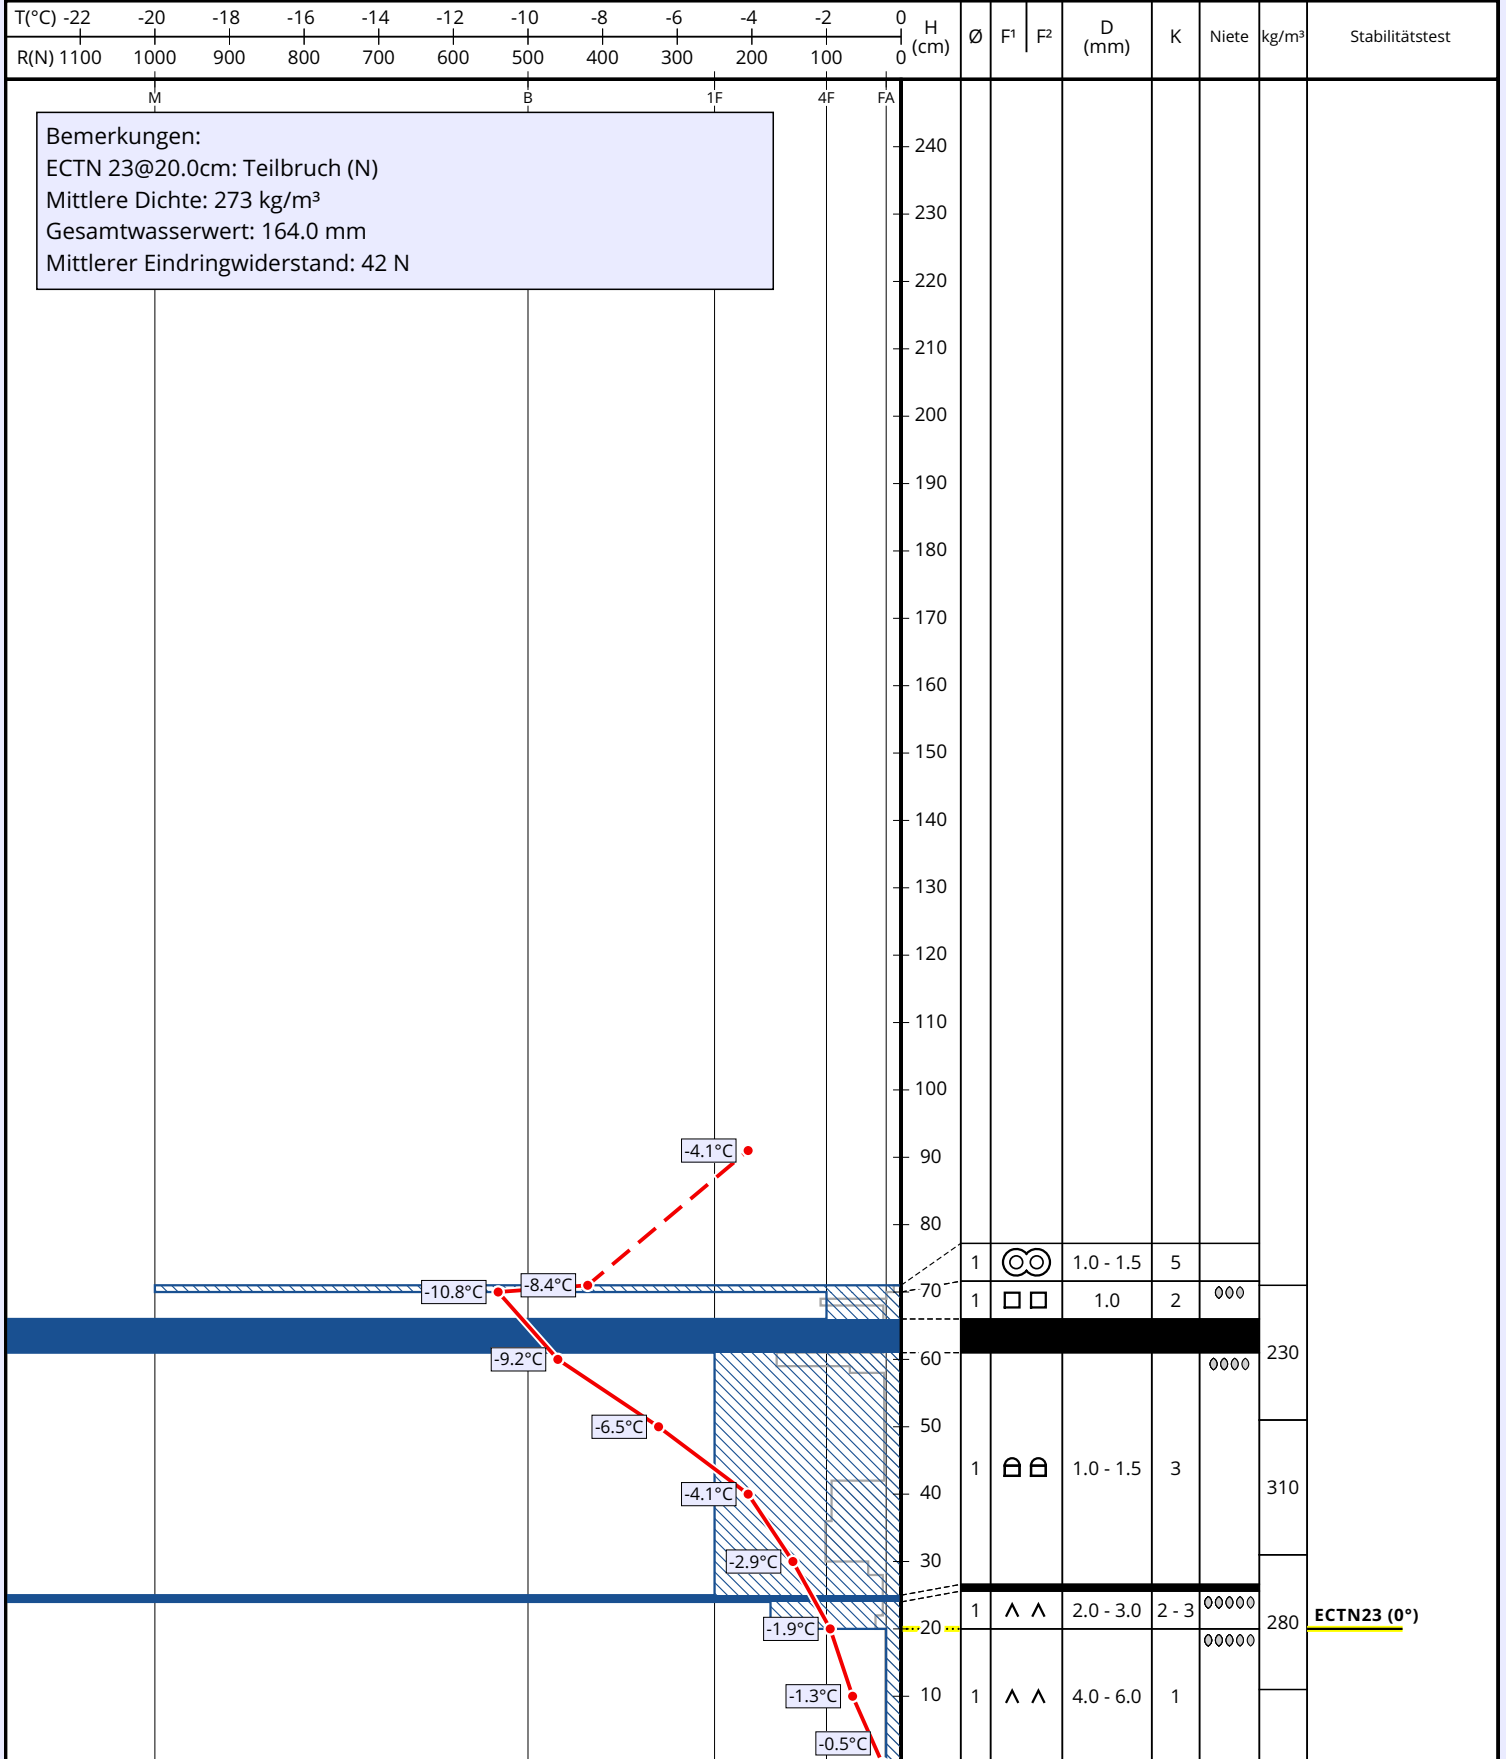 T(°C) -22 -20 -18 -16 -14 -12 -10 -8 -6 -4 -2 0
R(N) 1100 1000 900 800 700 600 500 400 300 200 100 0
H (cm) Ø F¹ F² D (mm) K Niete kg/m³ Stabilitätstest
M B 1F 4F FA
Bemerkungen:
ECTN 23@20.0cm: Teilbruch (N)
Mittlere Dichte: 273 kg/m³
Gesamtwasserwert: 164.0 mm
Mittlerer Eindringwiderstand: 42 N
240
230
220
210
200
190
180
170
160
150
140
130
120
110
100
-4.1°C 90
80
1 1.0 - 1.5 5
-10.8°C -8.4°C 70
1 1.0 2
-9.2°C 60 230
-6.5°C 50
1 1.0 - 1.5 3
-4.1°C 40 310
-2.9°C 30
1 2.0 - 3.0 2 - 3
280 ECTN23 (0°)
-1.9°C 20
-1.3°C 10 1 4.0 - 6.0 1
-0.5°C